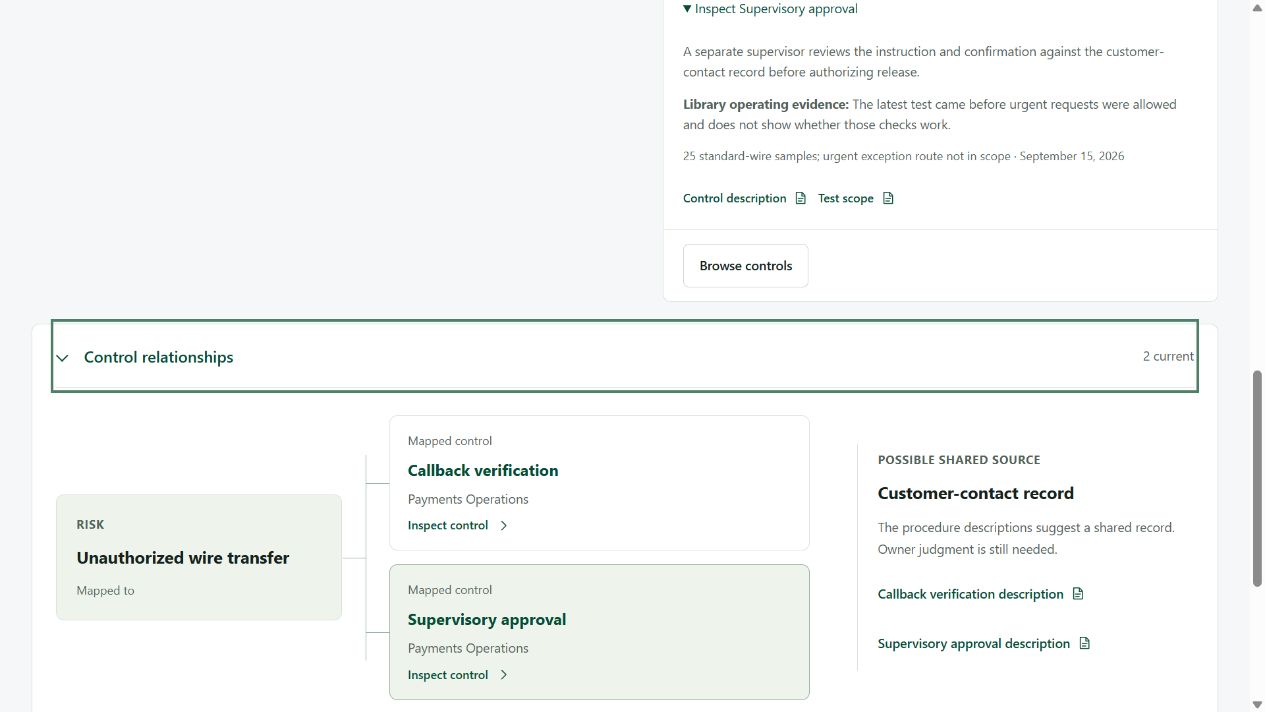 Inspect Supervisory approval
A separate supervisor reviews the instruction and confirmation against the customer-
contact record before authorizing release.
Library operating evidence: The latest test came before urgent requests were allowed
and does not show whether those checks work.
25 standard-wire samples; urgent exception route not in scope · September 15, 2026
Control description Test scope
Browse controls
Control relationships
2 current
RISK
Unauthorized wire transfer
Mapped to
Mapped control
Callback verification
Payments Operations
Inspect control
Mapped control
Supervisory approval
Payments Operations
Inspect control
POSSIBLE SHARED SOURCE
Customer-contact record
The procedure descriptions suggest a shared record.
Owner judgment is still needed.
Callback verification description
Supervisory approval description